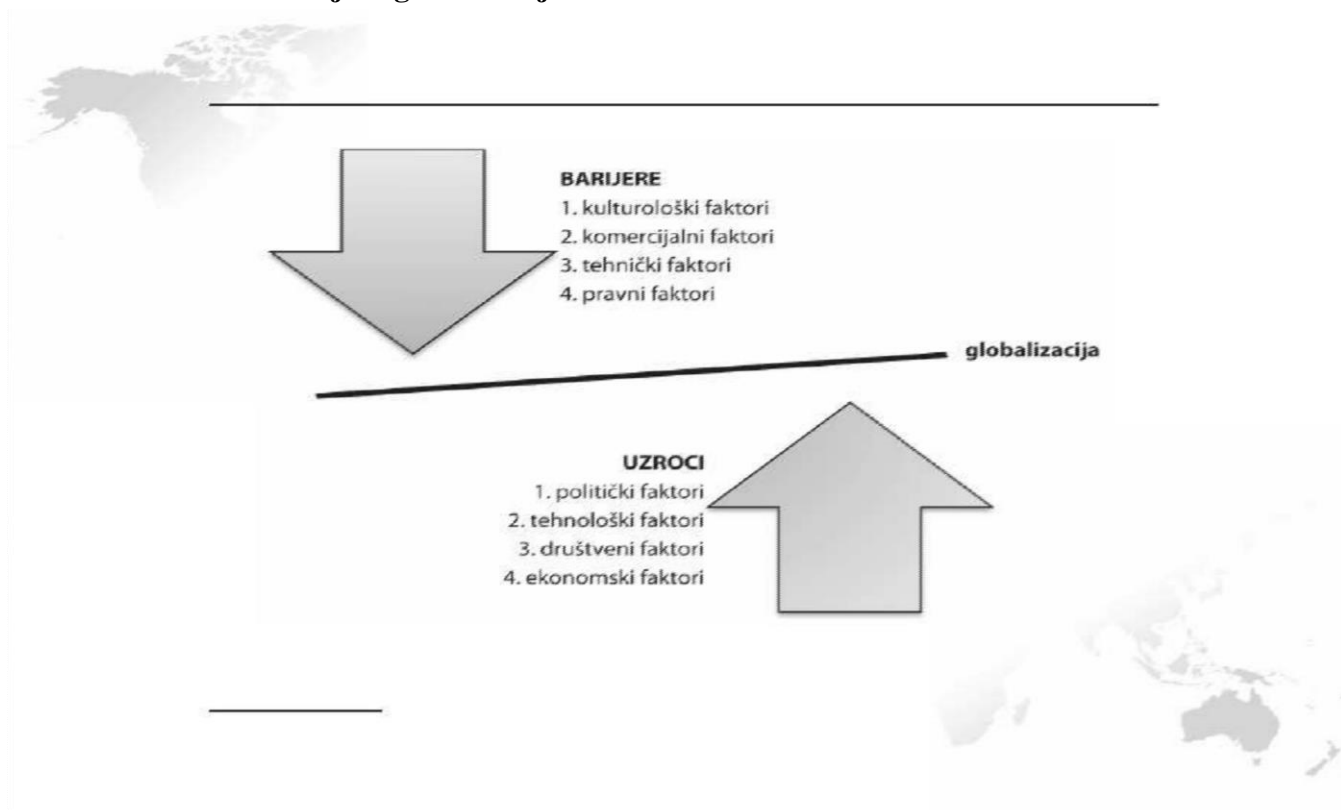 BARIJERE
1. kulturološki faktori
2. komercijalni faktori
3. tehnički faktori
4. pravni faktori
globalizacija
UZROCI
1. politički faktori
2. tehnološki faktori
3. društveni faktori
4. ekonomski faktori